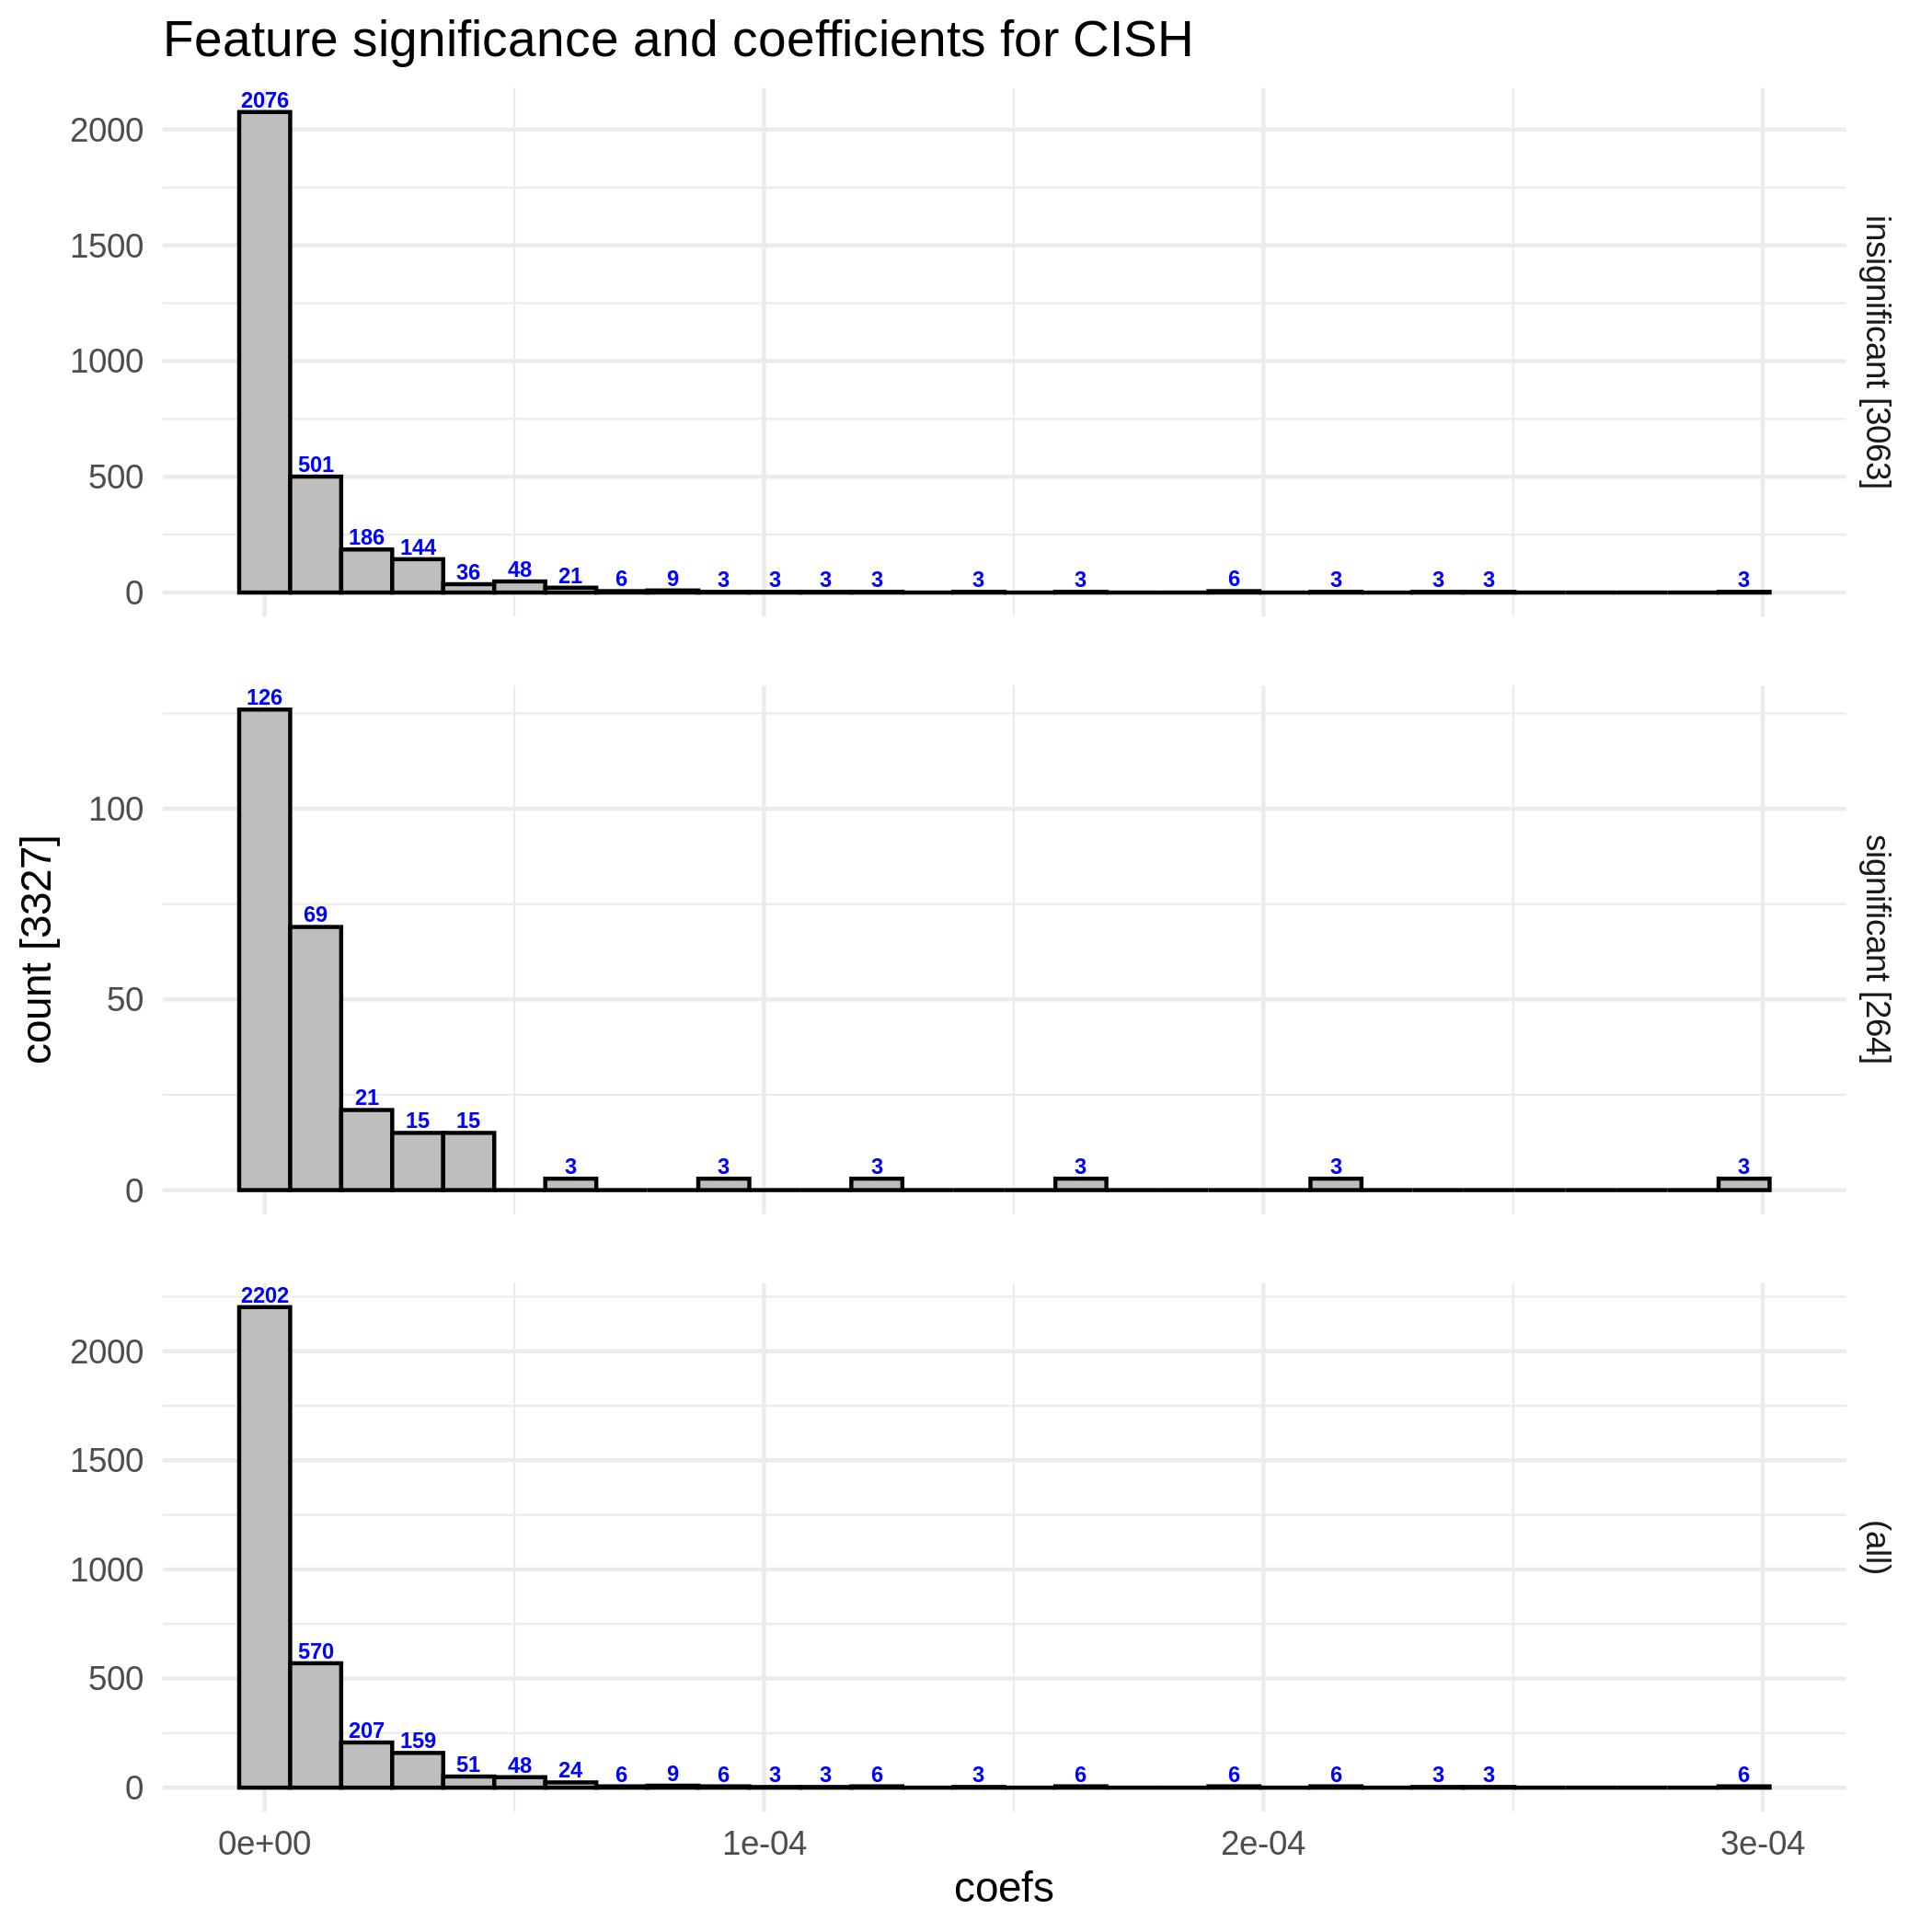 Feature significance and coefficients for CISH
2076
2000
1500
1000
501
500
186 144 36 48 21 6 9 3 3 3 3 3 3 6 3 3 3 3
0
insignificant [3063]
126
100
69
50
21 15 15 3 3 3 3 3 3
0
significant [264]
count [3327]
2202
2000
1500
1000
570
500
207 159 51 48 24 6 9 6 3 3 6 3 6 6 6 3 3 6
0
(all)
0e+00 1e-04 2e-04 3e-04
coefs